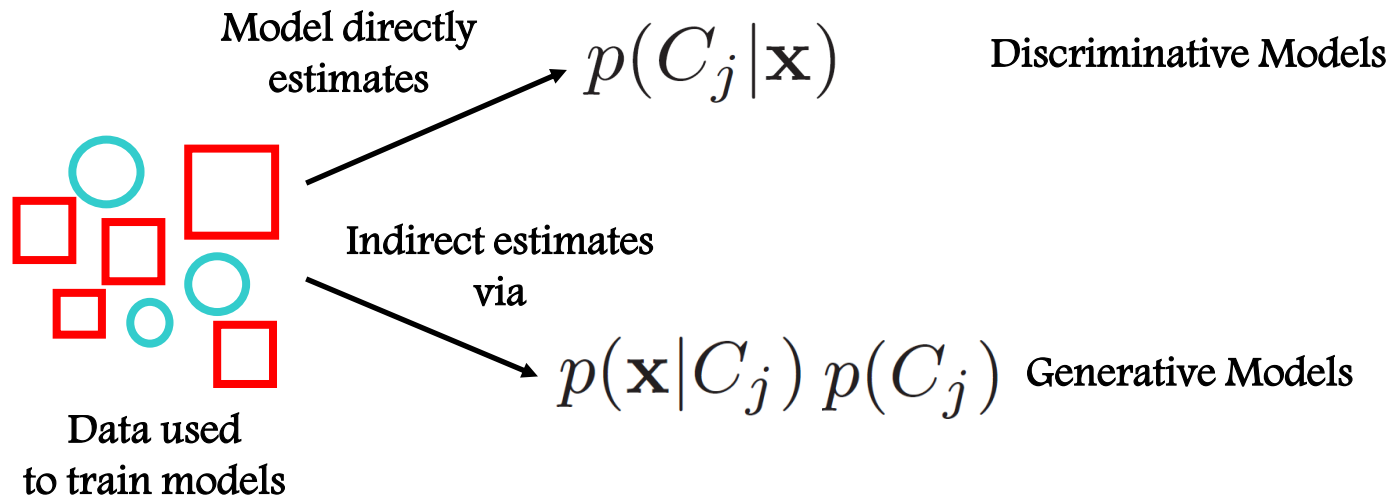 Model directly
estimates
p(C_j|x)
Discriminative Models
Indirect estimates
via
p(x|C_j) p(C_j)
Generative Models
Data used
to train models